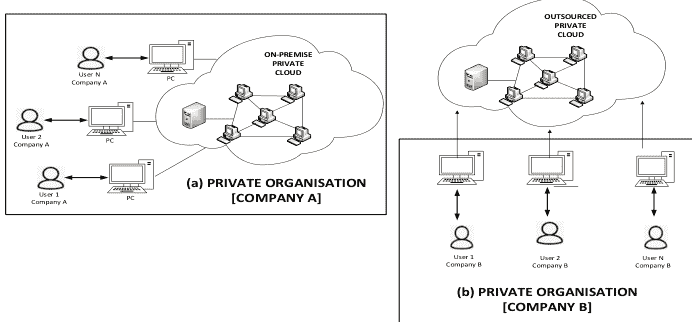 ON-PREMISE
PRIVATE
CLOUD
User N
Company A
PC
User 2
Company A
PC
User 1
Company A
PC
(a) PRIVATE ORGANISATION
[COMPANY A]
OUTSOURCED
PRIVATE
CLOUD
User 1
Company B
User 2
Company B
User N
Company B
(b) PRIVATE ORGANISATION
[COMPANY B]